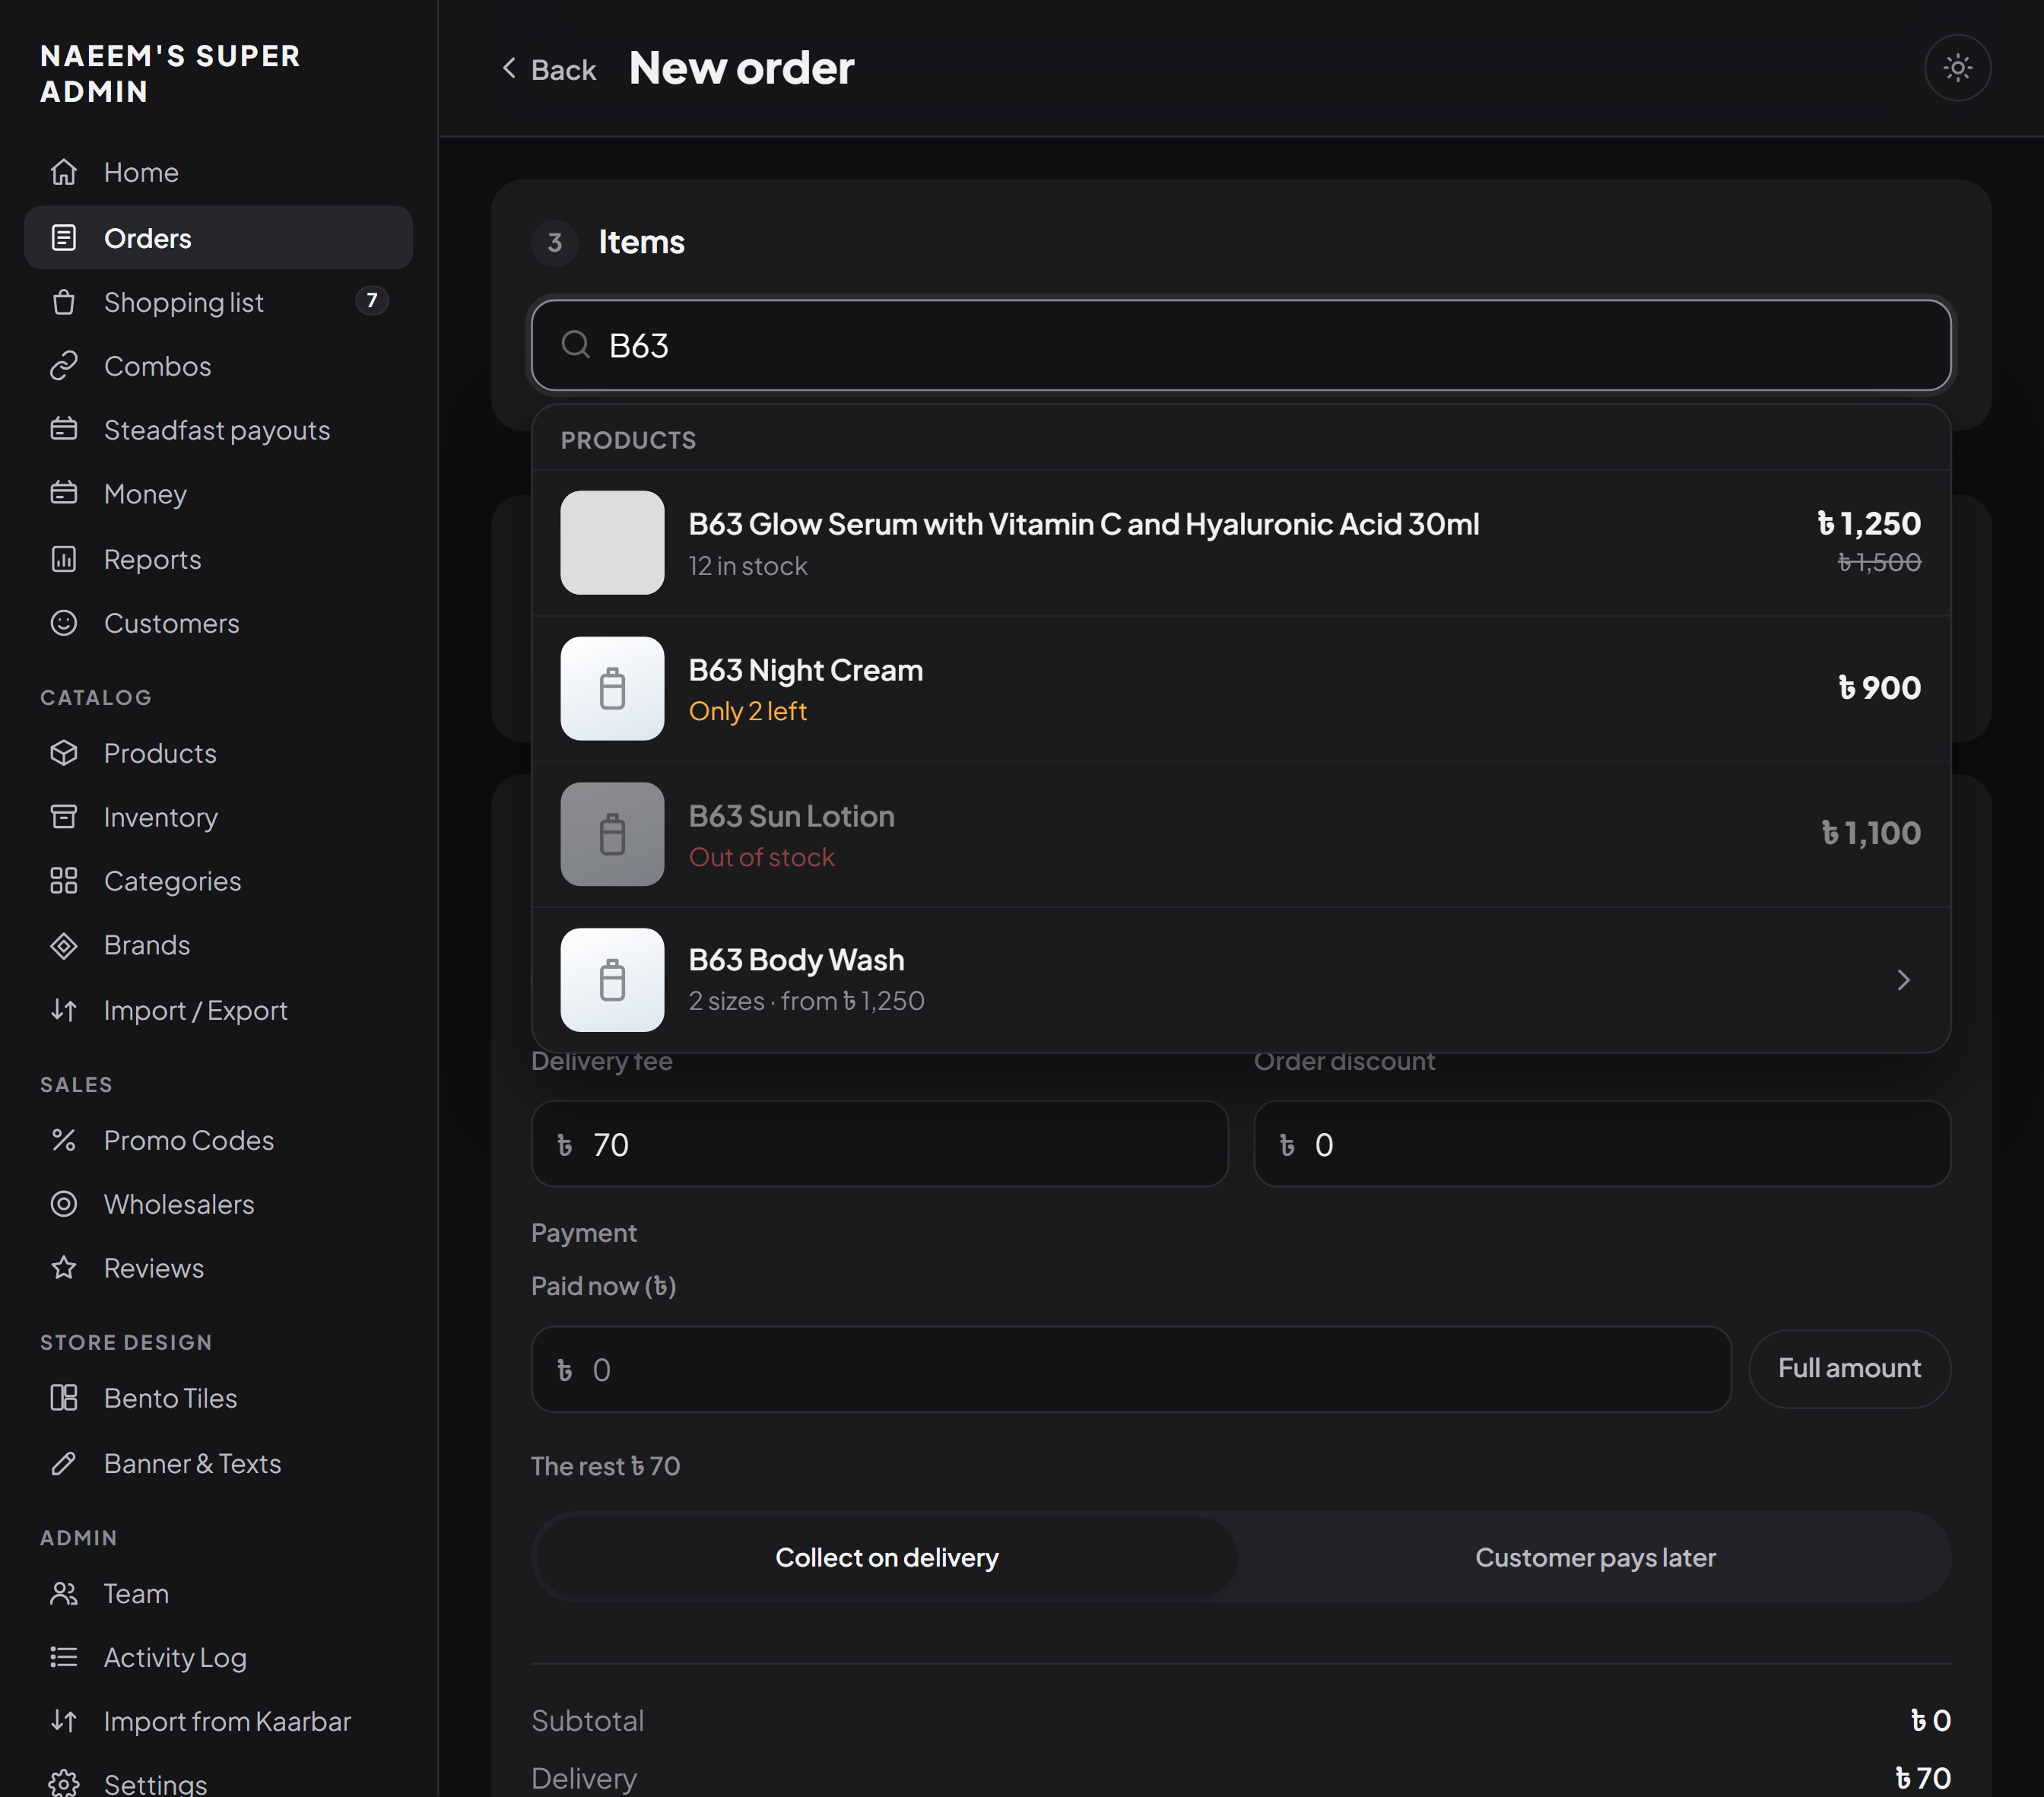 NAEEM'S SUPER
ADMIN
Home
Orders
Shopping list 7
Combos
Steadfast payouts
Money
Reports
Customers
CATALOG
Products
Inventory
Categories
Brands
Import / Export
SALES
Promo Codes
Wholesalers
Reviews
STORE DESIGN
Bento Tiles
Banner & Texts
ADMIN
Team
Activity Log
Import from Kaarbar
Settings
Back New order
3 Items
B63
PRODUCTS
B63 Glow Serum with Vitamin C and Hyaluronic Acid 30ml ৳ 1,250
12 in stock ৳ 1,500
B63 Night Cream ৳ 900
Only 2 left
B63 Sun Lotion ৳ 1,100
Out of stock
B63 Body Wash
2 sizes · from ৳ 1,250
Delivery fee Order discount
৳ 70 ৳ 0
Payment
Paid now (৳)
৳ 0 Full amount
The rest ৳ 70
Collect on delivery Customer pays later
Subtotal ৳ 0
Delivery ৳ 70